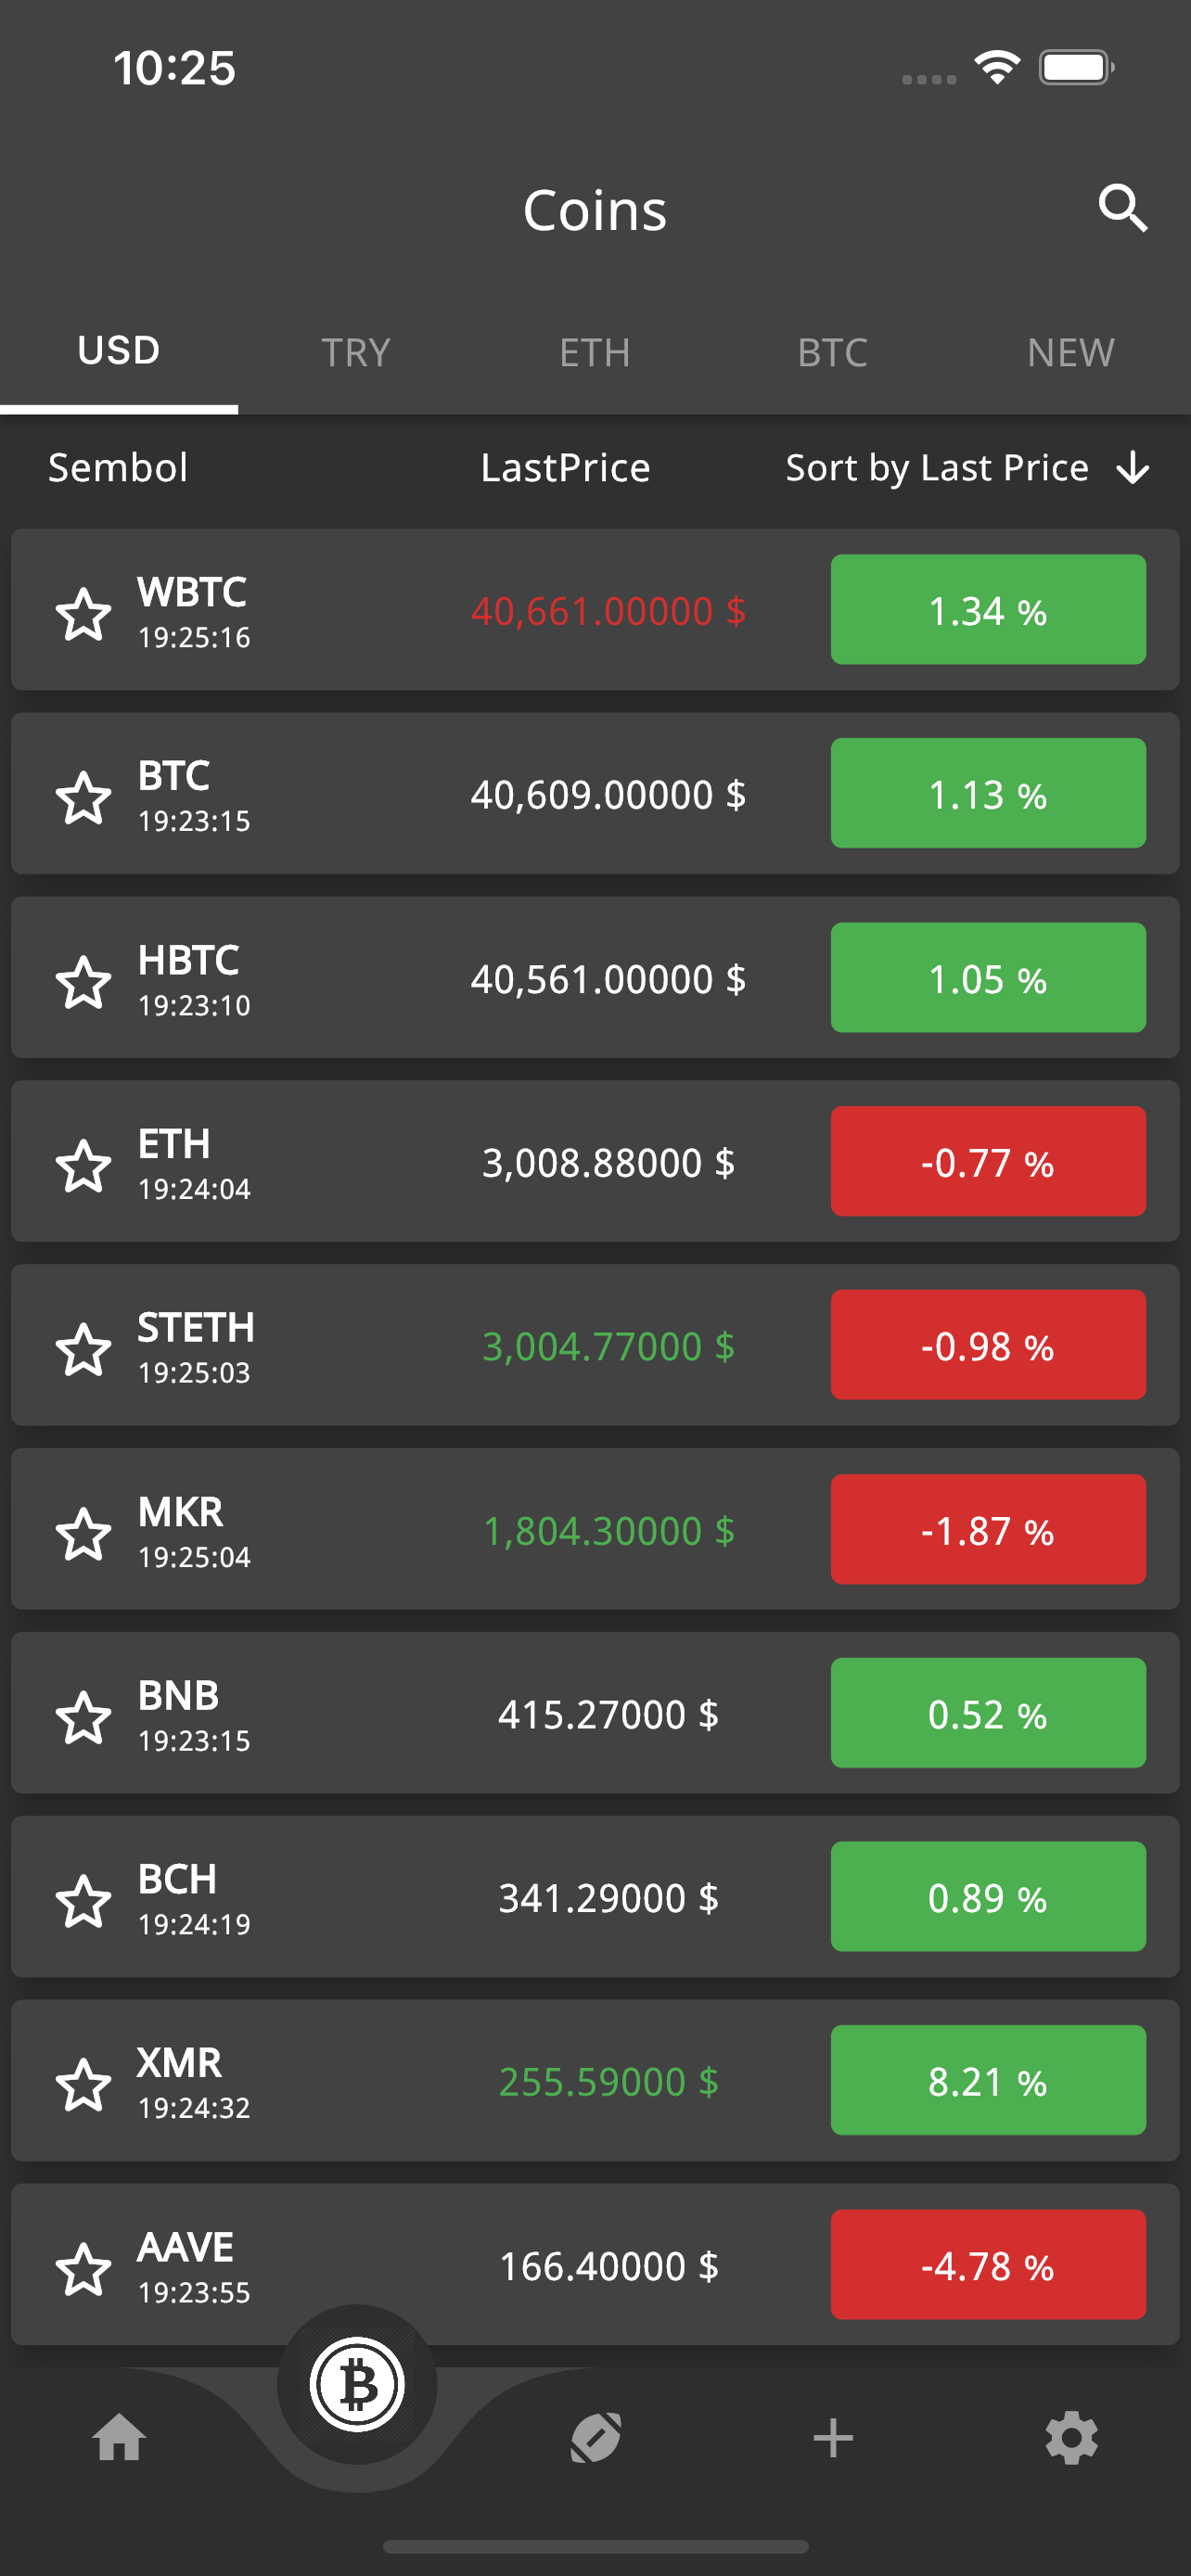 10:25
Coins
USD TRY ETH BTC NEW
Sembol LastPrice Sort by Last Price
WBTC
19:25:16
40,661.00000 $
1.34 %
BTC
19:23:15
40,609.00000 $
1.13 %
HBTC
19:23:10
40,561.00000 $
1.05 %
ETH
19:24:04
3,008.88000 $
-0.77 %
STETH
19:25:03
3,004.77000 $
-0.98 %
MKR
19:25:04
1,804.30000 $
-1.87 %
BNB
19:23:15
415.27000 $
0.52 %
BCH
19:24:19
341.29000 $
0.89 %
XMR
19:24:32
255.59000 $
8.21 %
AAVE
19:23:55
166.40000 $
-4.78 %